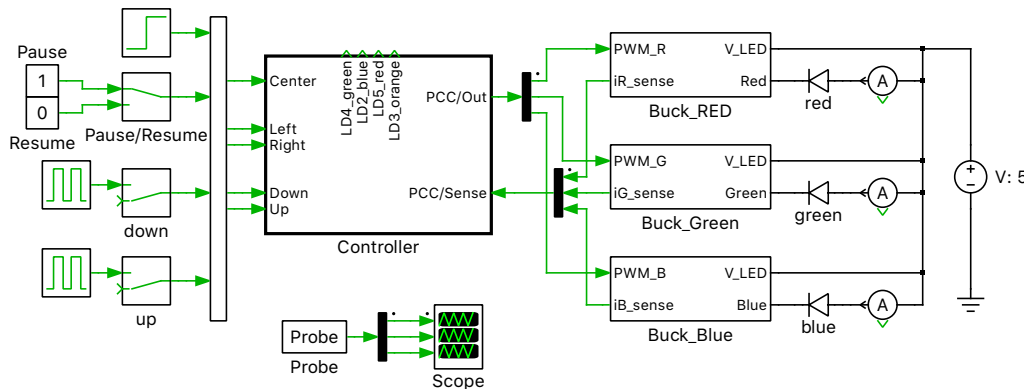 Pause
1
0
Resume
Pause/Resume
down
up
Center
Left
Right
Down
Up
LD4_green
LD2_blue
LD5_red
LD3_orange
PCC/Out
PCC/Sense
Controller
Probe
Probe
Scope
PWM_R
V_LED
iR_sense
Red
Buck_RED
red
A
PWM_G
V_LED
iG_sense
Green
Buck_Green
green
A
PWM_B
V_LED
iB_sense
Blue
Buck_Blue
blue
A
V: 5